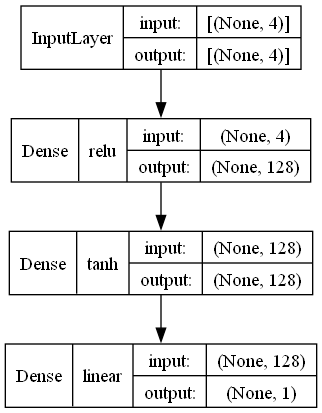 InputLayer input: [(None, 4)]
output: [(None, 4)]
Dense relu input: (None, 4)
output: (None, 128)
Dense tanh input: (None, 128)
output: (None, 128)
Dense linear input: (None, 128)
output: (None, 1)